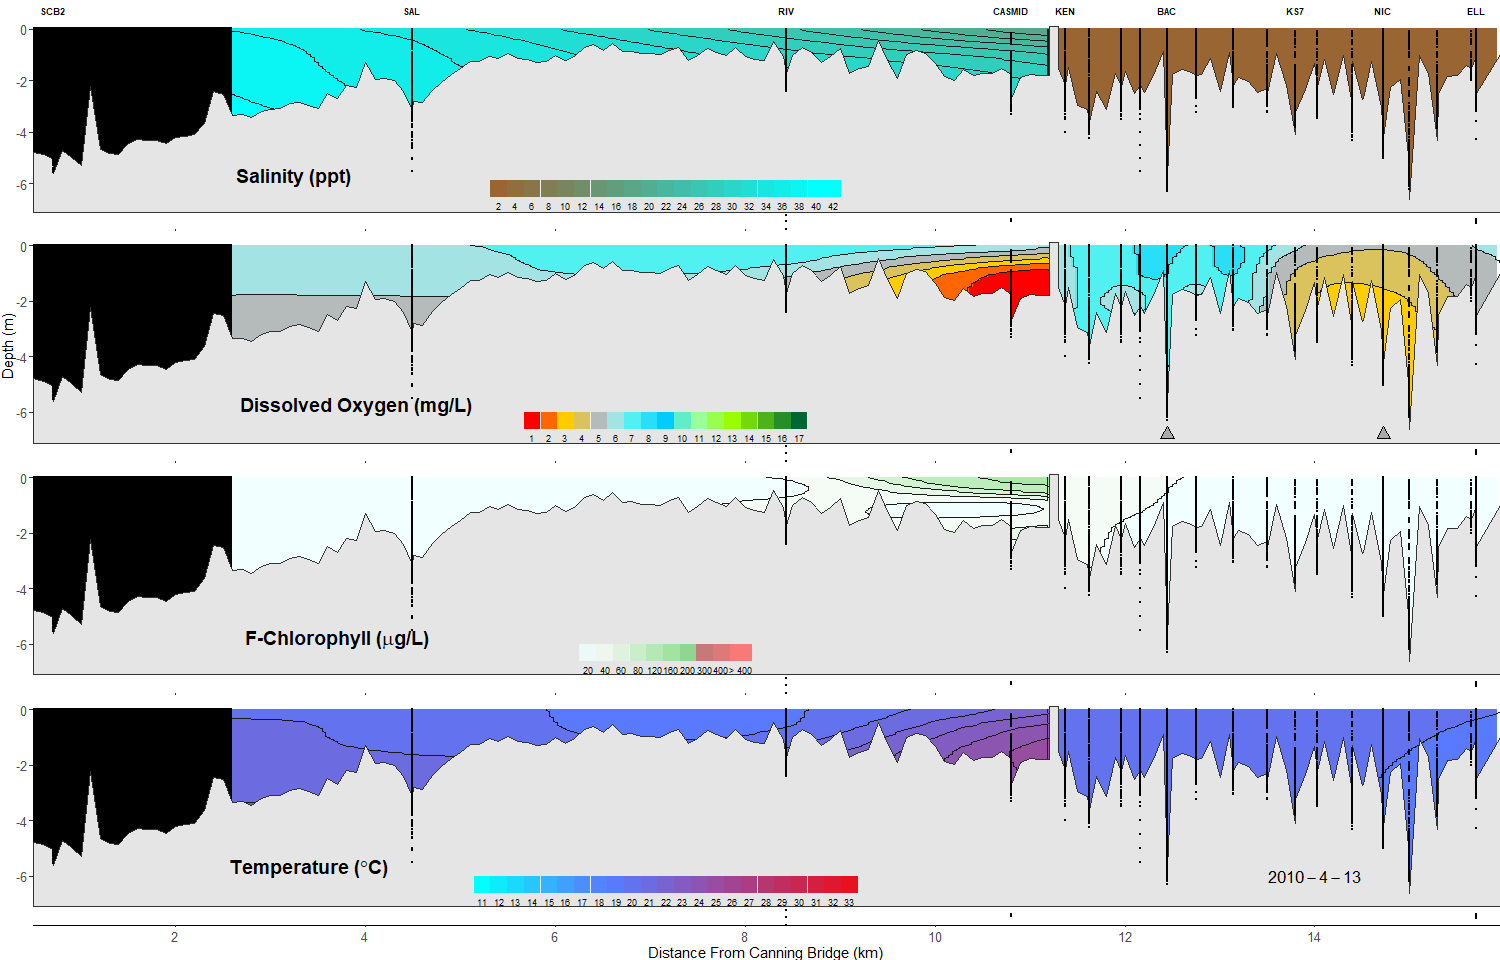 SCB2 SAL RIV CASMID KEN BAC KS7 NIC ELL
0
-2
-4
-6
Salinity (ppt)
2 4 6 8 10 12 14 16 18 20 22 24 26 28 30 32 34 36 38 40 42
0
-2
-4
-6
Depth (m)
Dissolved Oxygen (mg/L)
1 2 3 4 5 6 7 8 9 10 11 12 13 14 15 16 17
0
-2
-4
-6
F-Chlorophyll (μg/L)
20 40 60 80 120 160 200 300 400 > 400
0
-2
-4
-6
Temperature (°C)
2010 – 4 – 13
11 12 13 14 15 16 17 18 19 20 21 22 23 24 25 26 27 28 29 30 31 32 33
2 4 6 8 10 12 14
Distance From Canning Bridge (km)